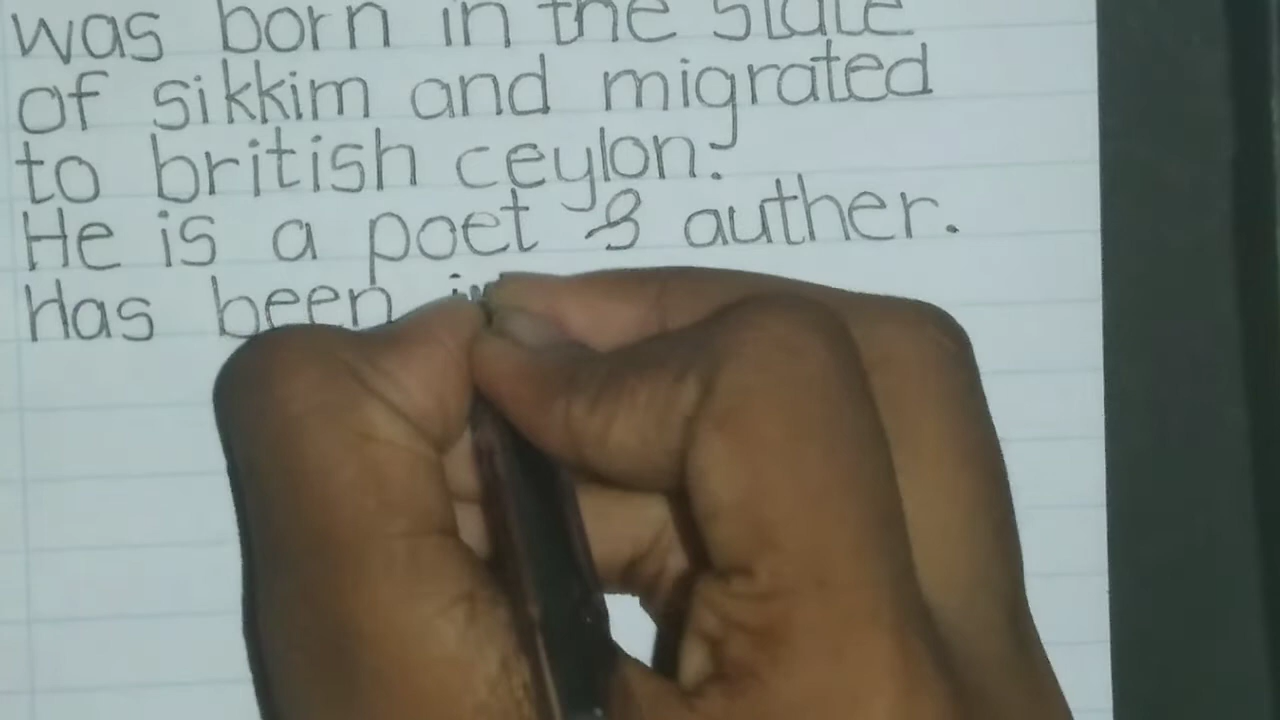 was born in the state
of sikkim and migrated
to british ceylon.
He is a poet & auther.
Has been